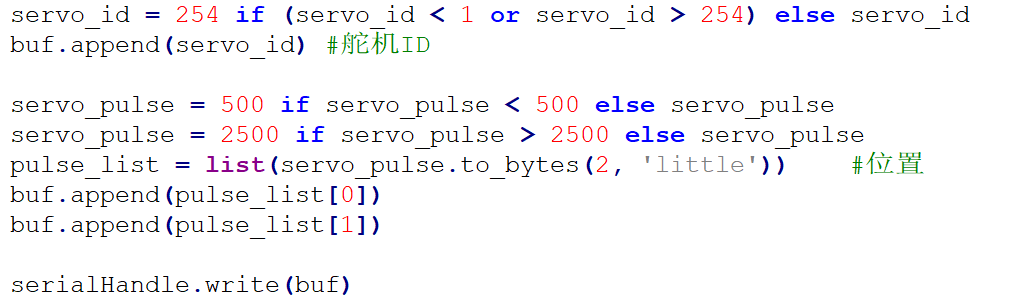 servo_id = 254 if (servo_id < 1 or servo_id > 254) else servo_id
buf.append(servo_id) #舵机ID
servo_pulse = 500 if servo_pulse < 500 else servo_pulse
servo_pulse = 2500 if servo_pulse > 2500 else servo_pulse
pulse_list = list(servo_pulse.to_bytes(2, 'little'))    #位置
buf.append(pulse_list[0])
buf.append(pulse_list[1])
serialHandle.write(buf)